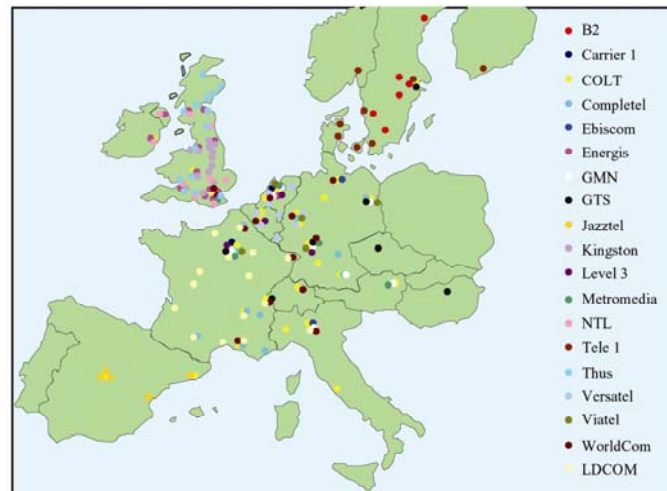 B2
Carrier 1
COLT
Completel
Ebiscom
Energis
GMN
GTS
Jazztel
Kingston
Level 3
Metromedia
NTL
Tele 1
Thus
Versatel
Viatel
WorldCom
LDCOM